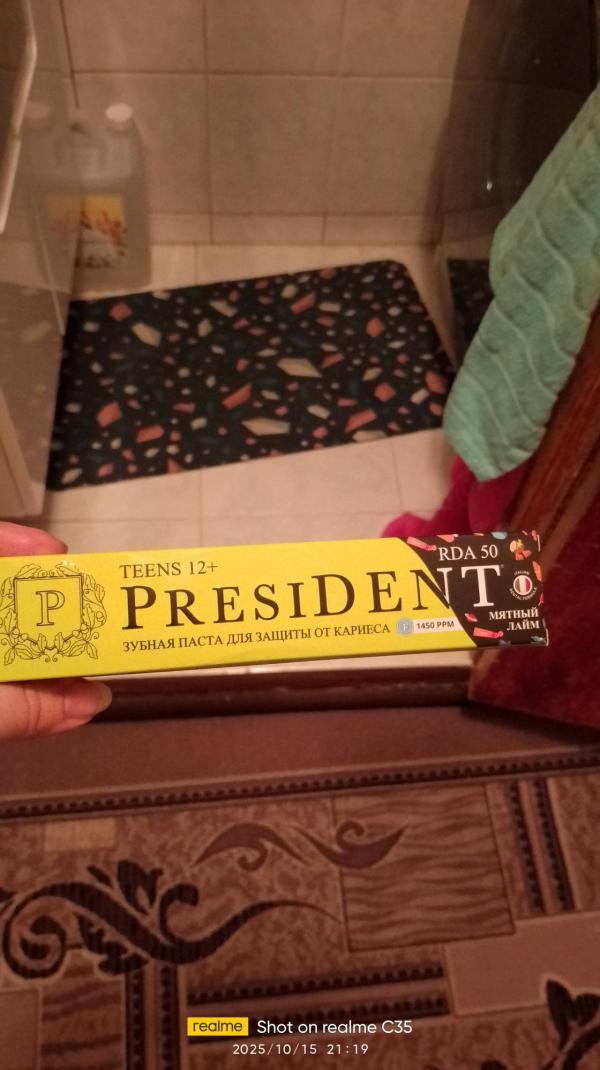 RDA 50
TEENS 12+
P
PRESIDENT
МЯТНЫЙ
ЛАЙМ
ЗУБНАЯ ПАСТА ДЛЯ ЗАЩИТЫ ОТ КАРИЕСА
F 1450 PPM
realme Shot on realme C35
2025/10/15 21:19